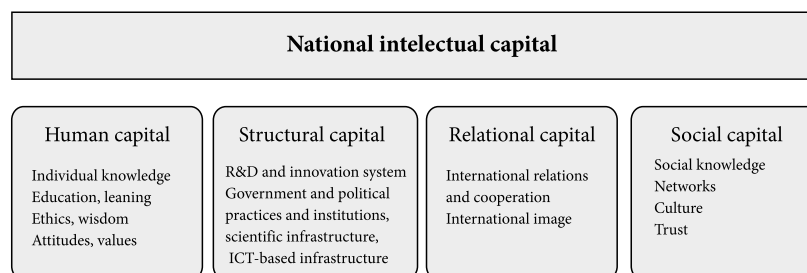 National intelectual capital
Human capital
Individual knowledge
Education, leaning
Ethics, wisdom
Attitudes, values
Structural capital
R&D and innovation system
Government and political
practices and institutions,
scientific infrastructure,
ICT-based infrastructure
Relational capital
International relations
and cooperation
International image
Social capital
Social knowledge
Networks
Culture
Trust